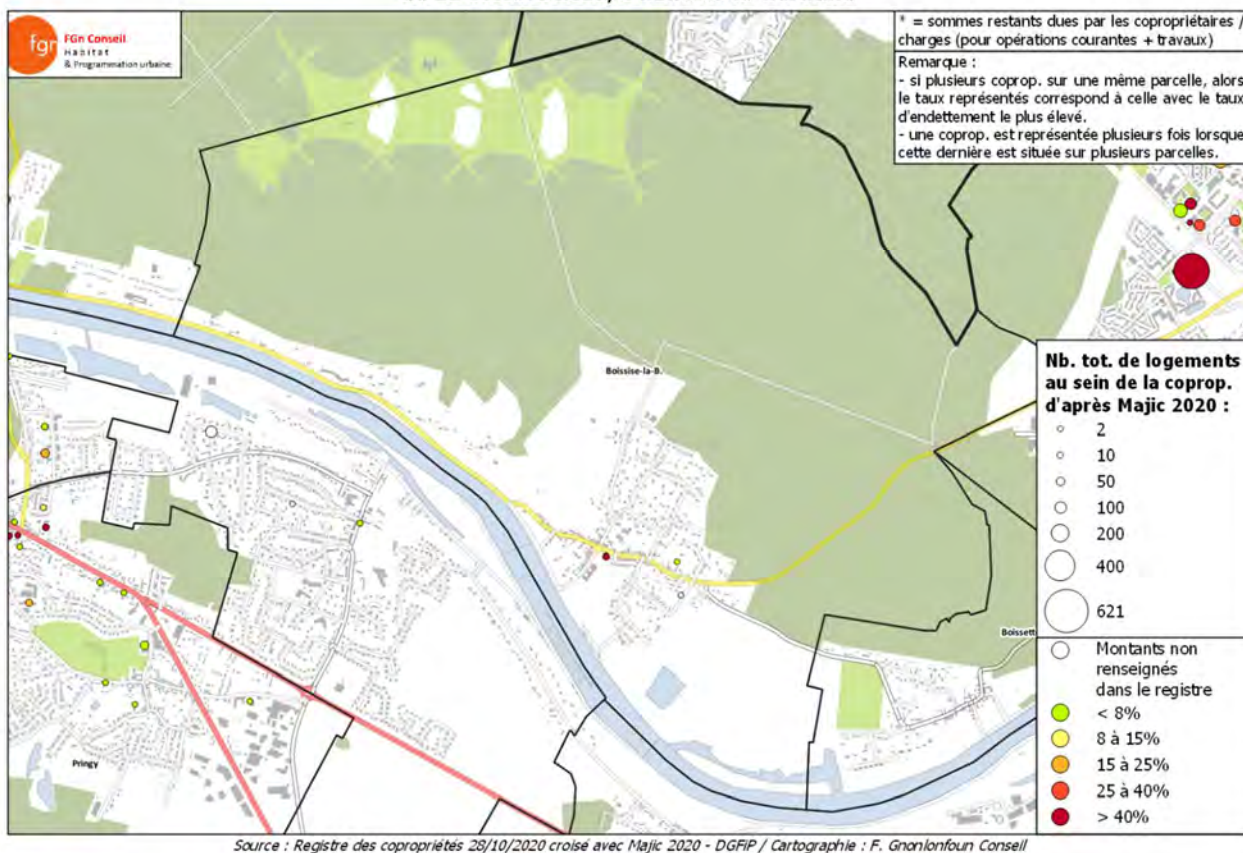 fgn FGn Conseil
Habitat
& Programmation urbaine
* = sommes restants dues par les copropriétaires /
charges (pour opérations courantes + travaux)
Remarque :
- si plusieurs coprop. sur une même parcelle, alors
le taux représentés correspond à celle avec le taux
d'endettement le plus élevé.
- une coprop. est représentée plusieurs fois lorsque
cette dernière est située sur plusieurs parcelles.
Boissise-la-B.
Boissett
Pringy
Nb. tot. de logements
au sein de la coprop.
d'après Majic 2020 :
2
10
50
100
200
400
621
Montants non
renseignés
dans le registre
< 8%
8 à 15%
15 à 25%
25 à 40%
> 40%
Source : Registre des copropriétés 28/10/2020 croisé avec Majic 2020 - DGFiP / Cartographie : F. Gnonlonfoun Conseil